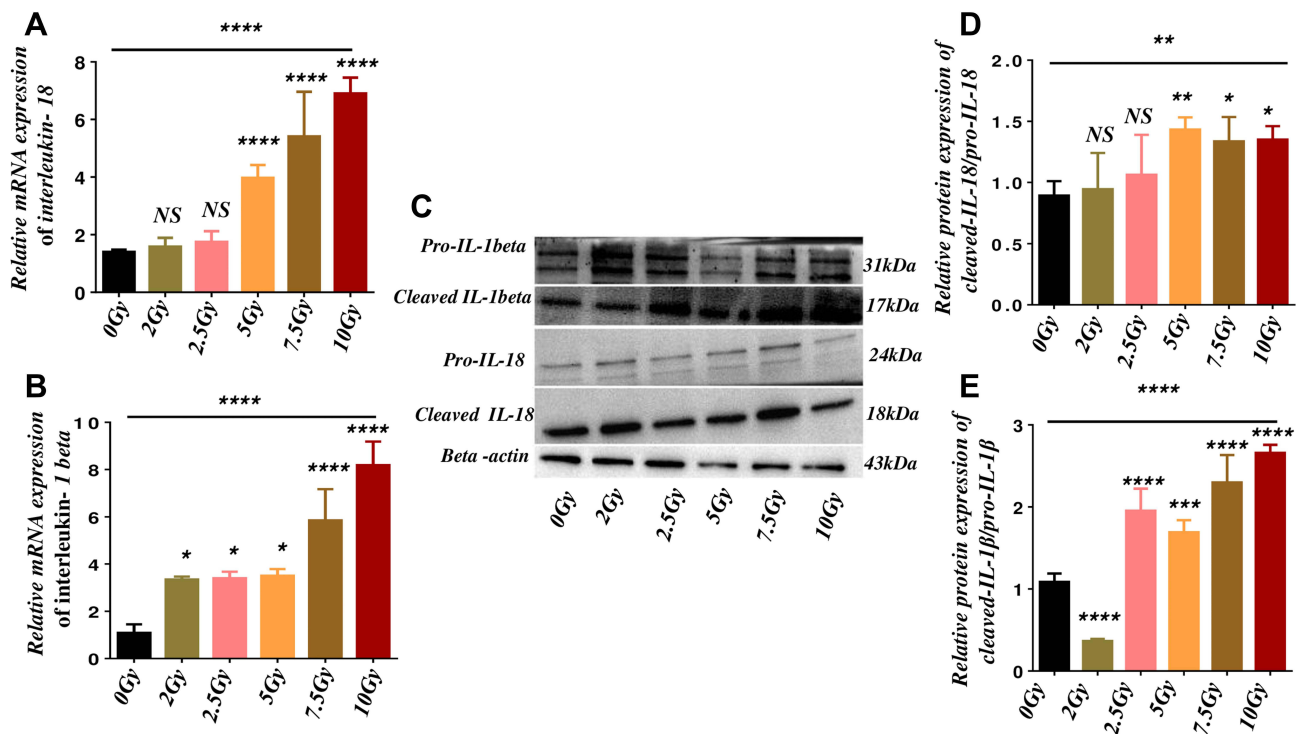 A
****
Relative mRNA expression
of interleukin- 18
8
6
4
2
0
NS
NS
****
****
****
0Gy
2Gy
2.5Gy
5Gy
7.5Gy
10Gy
B
****
Relative mRNA expression
of interleukin- 1 beta
10
8
6
4
2
0
*
*
*
****
****
0Gy
2Gy
2.5Gy
5Gy
7.5Gy
10Gy
C
Pro-IL-1beta
31kDa
Cleaved IL-1beta
17kDa
Pro-IL-18
24kDa
Cleaved IL-18
18kDa
Beta -actin
43kDa
0Gy
2Gy
2.5Gy
5Gy
7.5Gy
10Gy
D
**
Relative protein expression of
cleaved-IL-18/pro-IL-18
2.0
1.5
1.0
0.5
0.0
NS
NS
**
*
*
0Gy
2Gy
2.5Gy
5Gy
7.5Gy
10Gy
E
****
Relative protein expression of
cleaved-IL-1β/pro-IL-1β
3
2
1
0
****
****
***
****
****
0Gy
2Gy
2.5Gy
5Gy
7.5Gy
10Gy